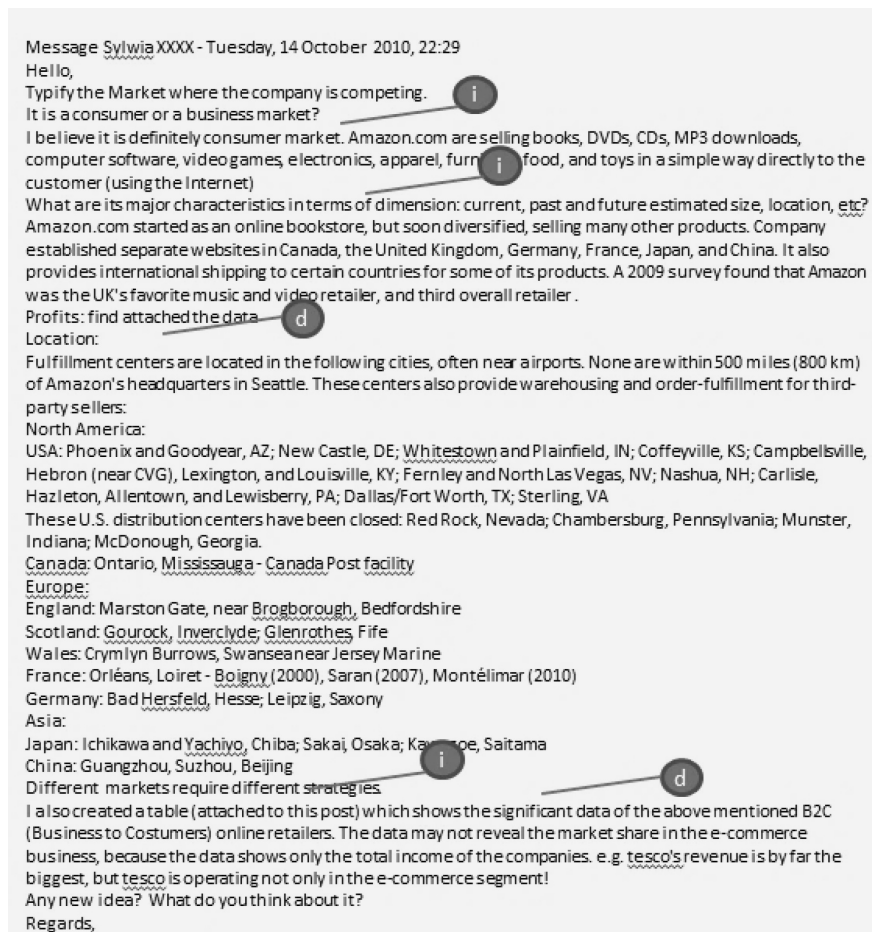 Message Sylwia XXXX - Tuesday, 14 October 2010, 22:29
Hello,
Typify the Market where the company is competing.
i
It is a consumer or a business market?
I believe it is definitely consumer market. Amazon.com are selling books, DVDs, CDs, MP3 downloads,
computer software, video games, electronics, apparel, food, and toys in a simple way directly to the
i
customer (using the Internet)
What are its major characteristics in terms of dimension: current, past and future estimated size, location, etc?
Amazon.com started as an online bookstore, but soon diversified, selling many other products. Company
established separate websites in Canada, the United Kingdom, Germany, France, Japan, and China. It also
provides international shipping to certain countries for some of its products. A 2009 survey found that Amazon
was the UK's favorite music and video retailer, and third overall retailer .
Profits: find attached the data
d
Location:
Fulfillment centers are located in the following cities, often near airports. None are within 500 miles (800 km)
of Amazon's headquarters in Seattle. These centers also provide warehousing and order-fulfillment for third-
party sellers:
North America:
USA: Phoenix and Goodyear, AZ; New Castle, DE; Whitestown and Plainfield, IN; Coffeyville, KS; Campbellsville,
Hebron (near CVG), Lexington, and Louisville, KY; Fernley and North Las Vegas, NV; Nashua, NH; Carlisle,
Hazleton, Allentown, and Lewisberry, PA; Dallas/Fort Worth, TX; Sterling, VA
These U.S. distribution centers have been closed: Red Rock, Nevada; Chambersburg, Pennsylvania; Munster,
Indiana; McDonough, Georgia.
Canada: Ontario, Mississauga - Canada Post facility
Europe:
England: Marston Gate, near Brogborough, Bedfordshire
Scotland: Gourock, Inverclyde; Glenrothes, Fife
Wales: Crymlyn Burrows, Swansea near Jersey Marine
France: Orléans, Loiret - Boigny (2000), Saran (2007), Montélimar (2010)
Germany: Bad Hersfeld, Hesse; Leipzig, Saxony
Asia:
Japan: Ichikawa and Yachiyo, Chiba; Sakai, Osaka; Saitama
China: Guangzhou, Suzhou, Beijing
i
Different markets require different strategies.
d
I also created a table (attached to this post) which shows the significant data of the above mentioned B2C
(Business to Costumers) online retailers. The data may not reveal the market share in the e-commerce
business, because the data shows only the total income of the companies. e.g. tesco's revenue is by far the
biggest, but tesco is operating not only in the e-commerce segment!
Any new idea? What do you think about it?
Regards,